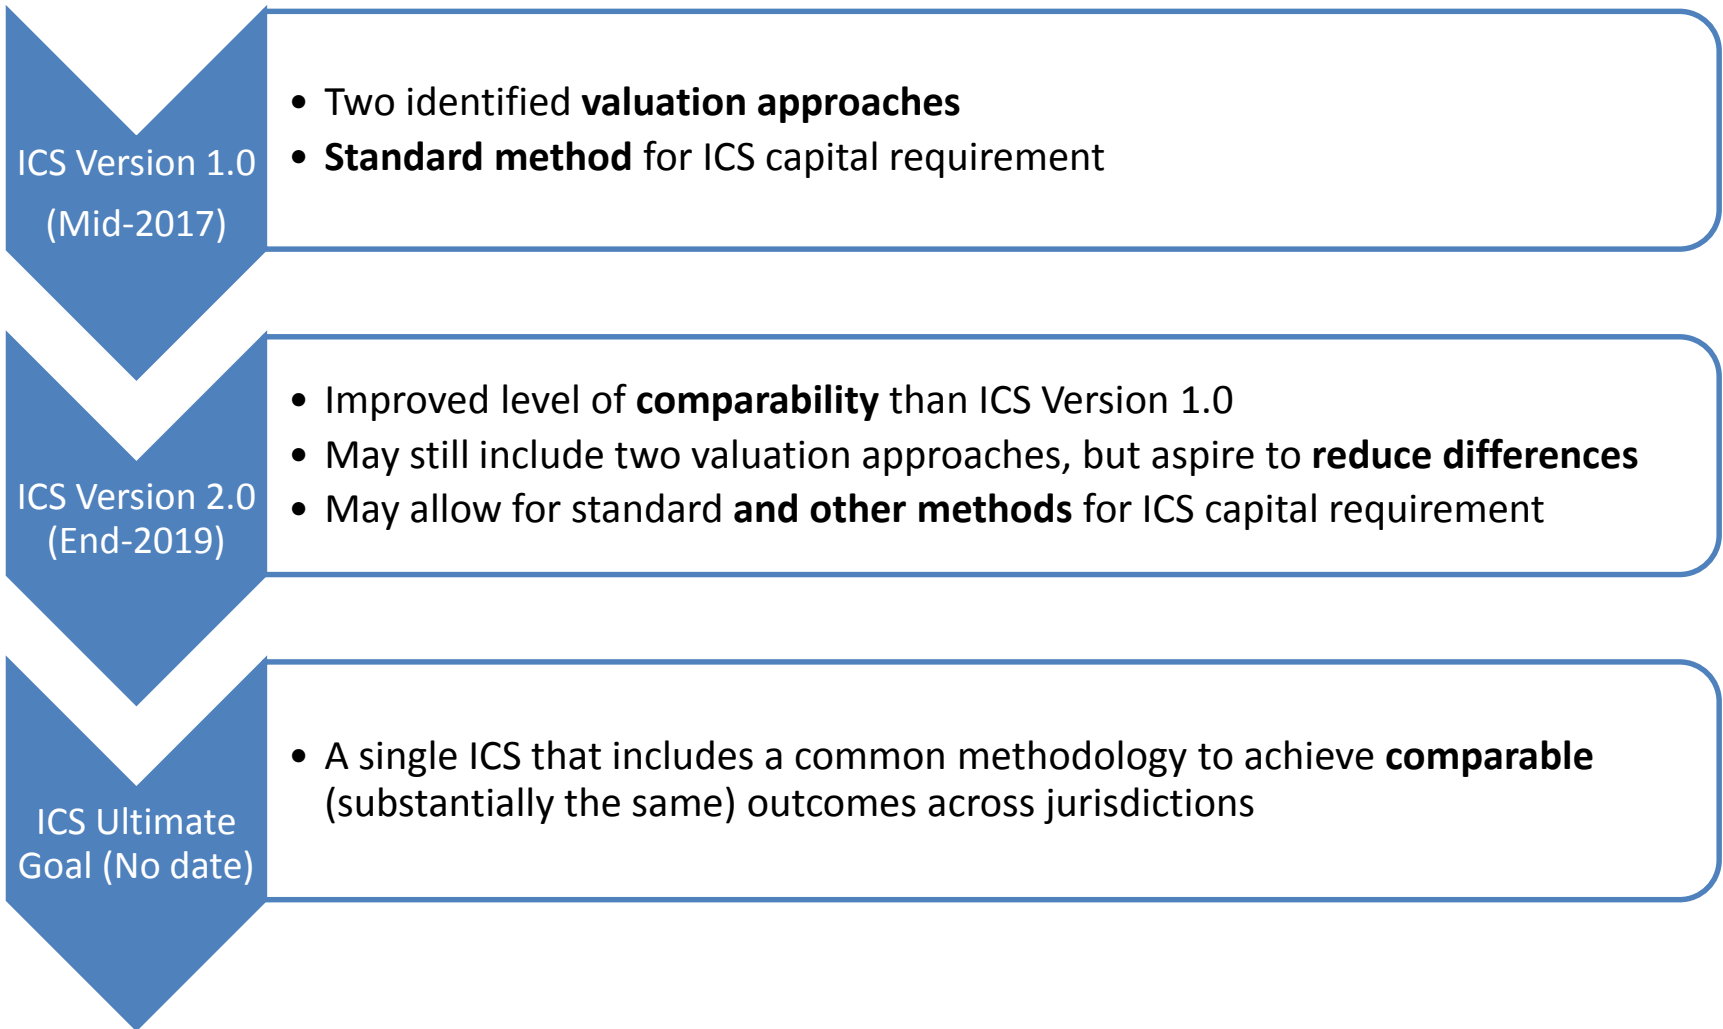 ICS Version 1.0
(Mid-2017)
• Two identified valuation approaches
• Standard method for ICS capital requirement
ICS Version 2.0
(End-2019)
• Improved level of comparability than ICS Version 1.0
• May still include two valuation approaches, but aspire to reduce differences
• May allow for standard and other methods for ICS capital requirement
ICS Ultimate
Goal (No date)
• A single ICS that includes a common methodology to achieve comparable
(substantially the same) outcomes across jurisdictions